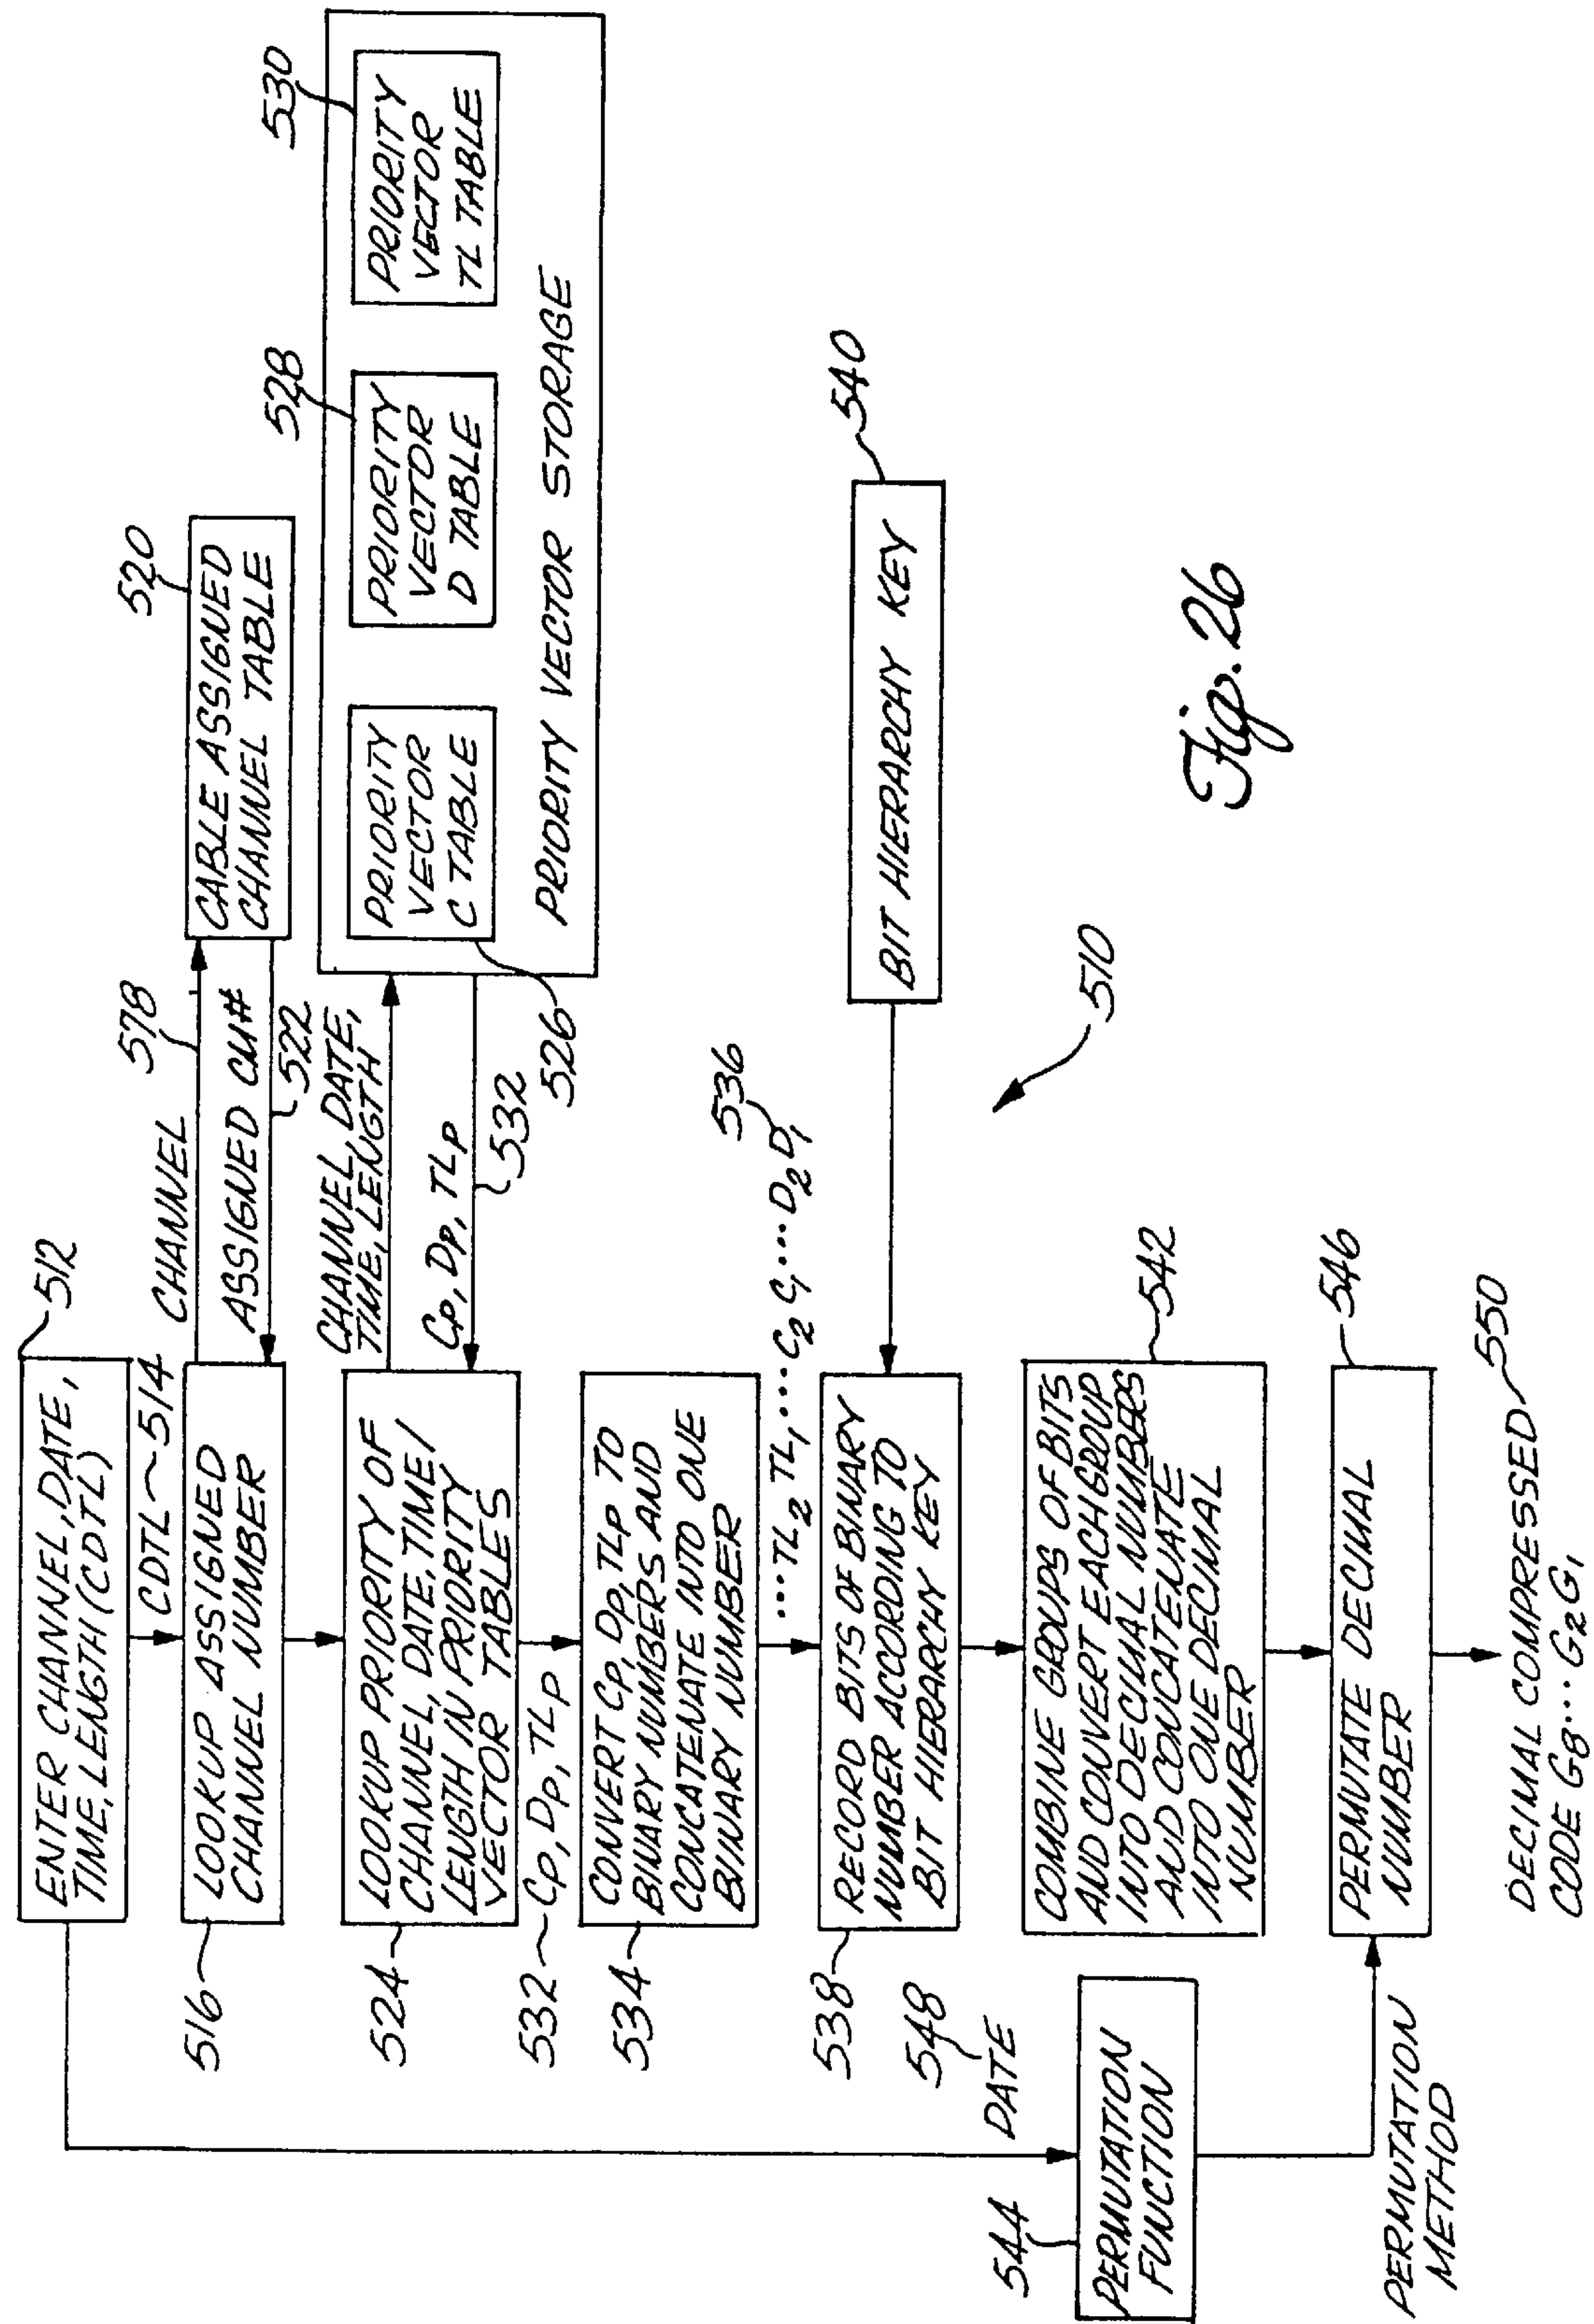 512
ENTER CHANNEL, DATE,
TIME, LENGTH (CDTL)
CDTL ~ 514
516
LOOKUP ASSIGNED
CHANNEL NUMBER
CHANNEL
578
ASSIGNED CM#
522
520
CABLE ASSIGNED
CHANNEL TABLE
524
LOOKUP PRIORITY OF
CHANNEL, DATE, TIME/
LENGTH IN PRIORITY
VECTOR TABLES
CHANNEL, DATE,
TIME, LENGTH
CP, DP, TLP
532
526
PRIORITY
VECTOR
C TABLE
528
PRIORITY
VECTOR
D TABLE
530
PRIORITY
VECTOR
TL TABLE
PRIORITY VECTOR STORAGE
532 ~ CP, DP, TLP
534
CONVERT CP, DP, TLP TO
BINARY NUMBERS AND
CONCATENATE INTO ONE
BINARY NUMBER
...TL2 TL1...C2 C1...D2 D1
536
538
RECORD BITS OF BINARY
NUMBER ACCORDING TO
BIT HIERARCHY KEY
BIT HIERARCHY KEY
540
510
542
COMBINE GROUPS OF BITS
AND CONVERT EACH GROUP
INTO DECIMAL NUMBERS
AND CONCATENATE
INTO ONE DECIMAL
NUMBER
548
DATE
544
PERMUTATION
FUNCTION
PERMUTATION
METHOD
546
PERMUTATE DECIMAL
NUMBER
DECIMAL COMPRESSED
CODE G8...G2G1
550
Fig. 26